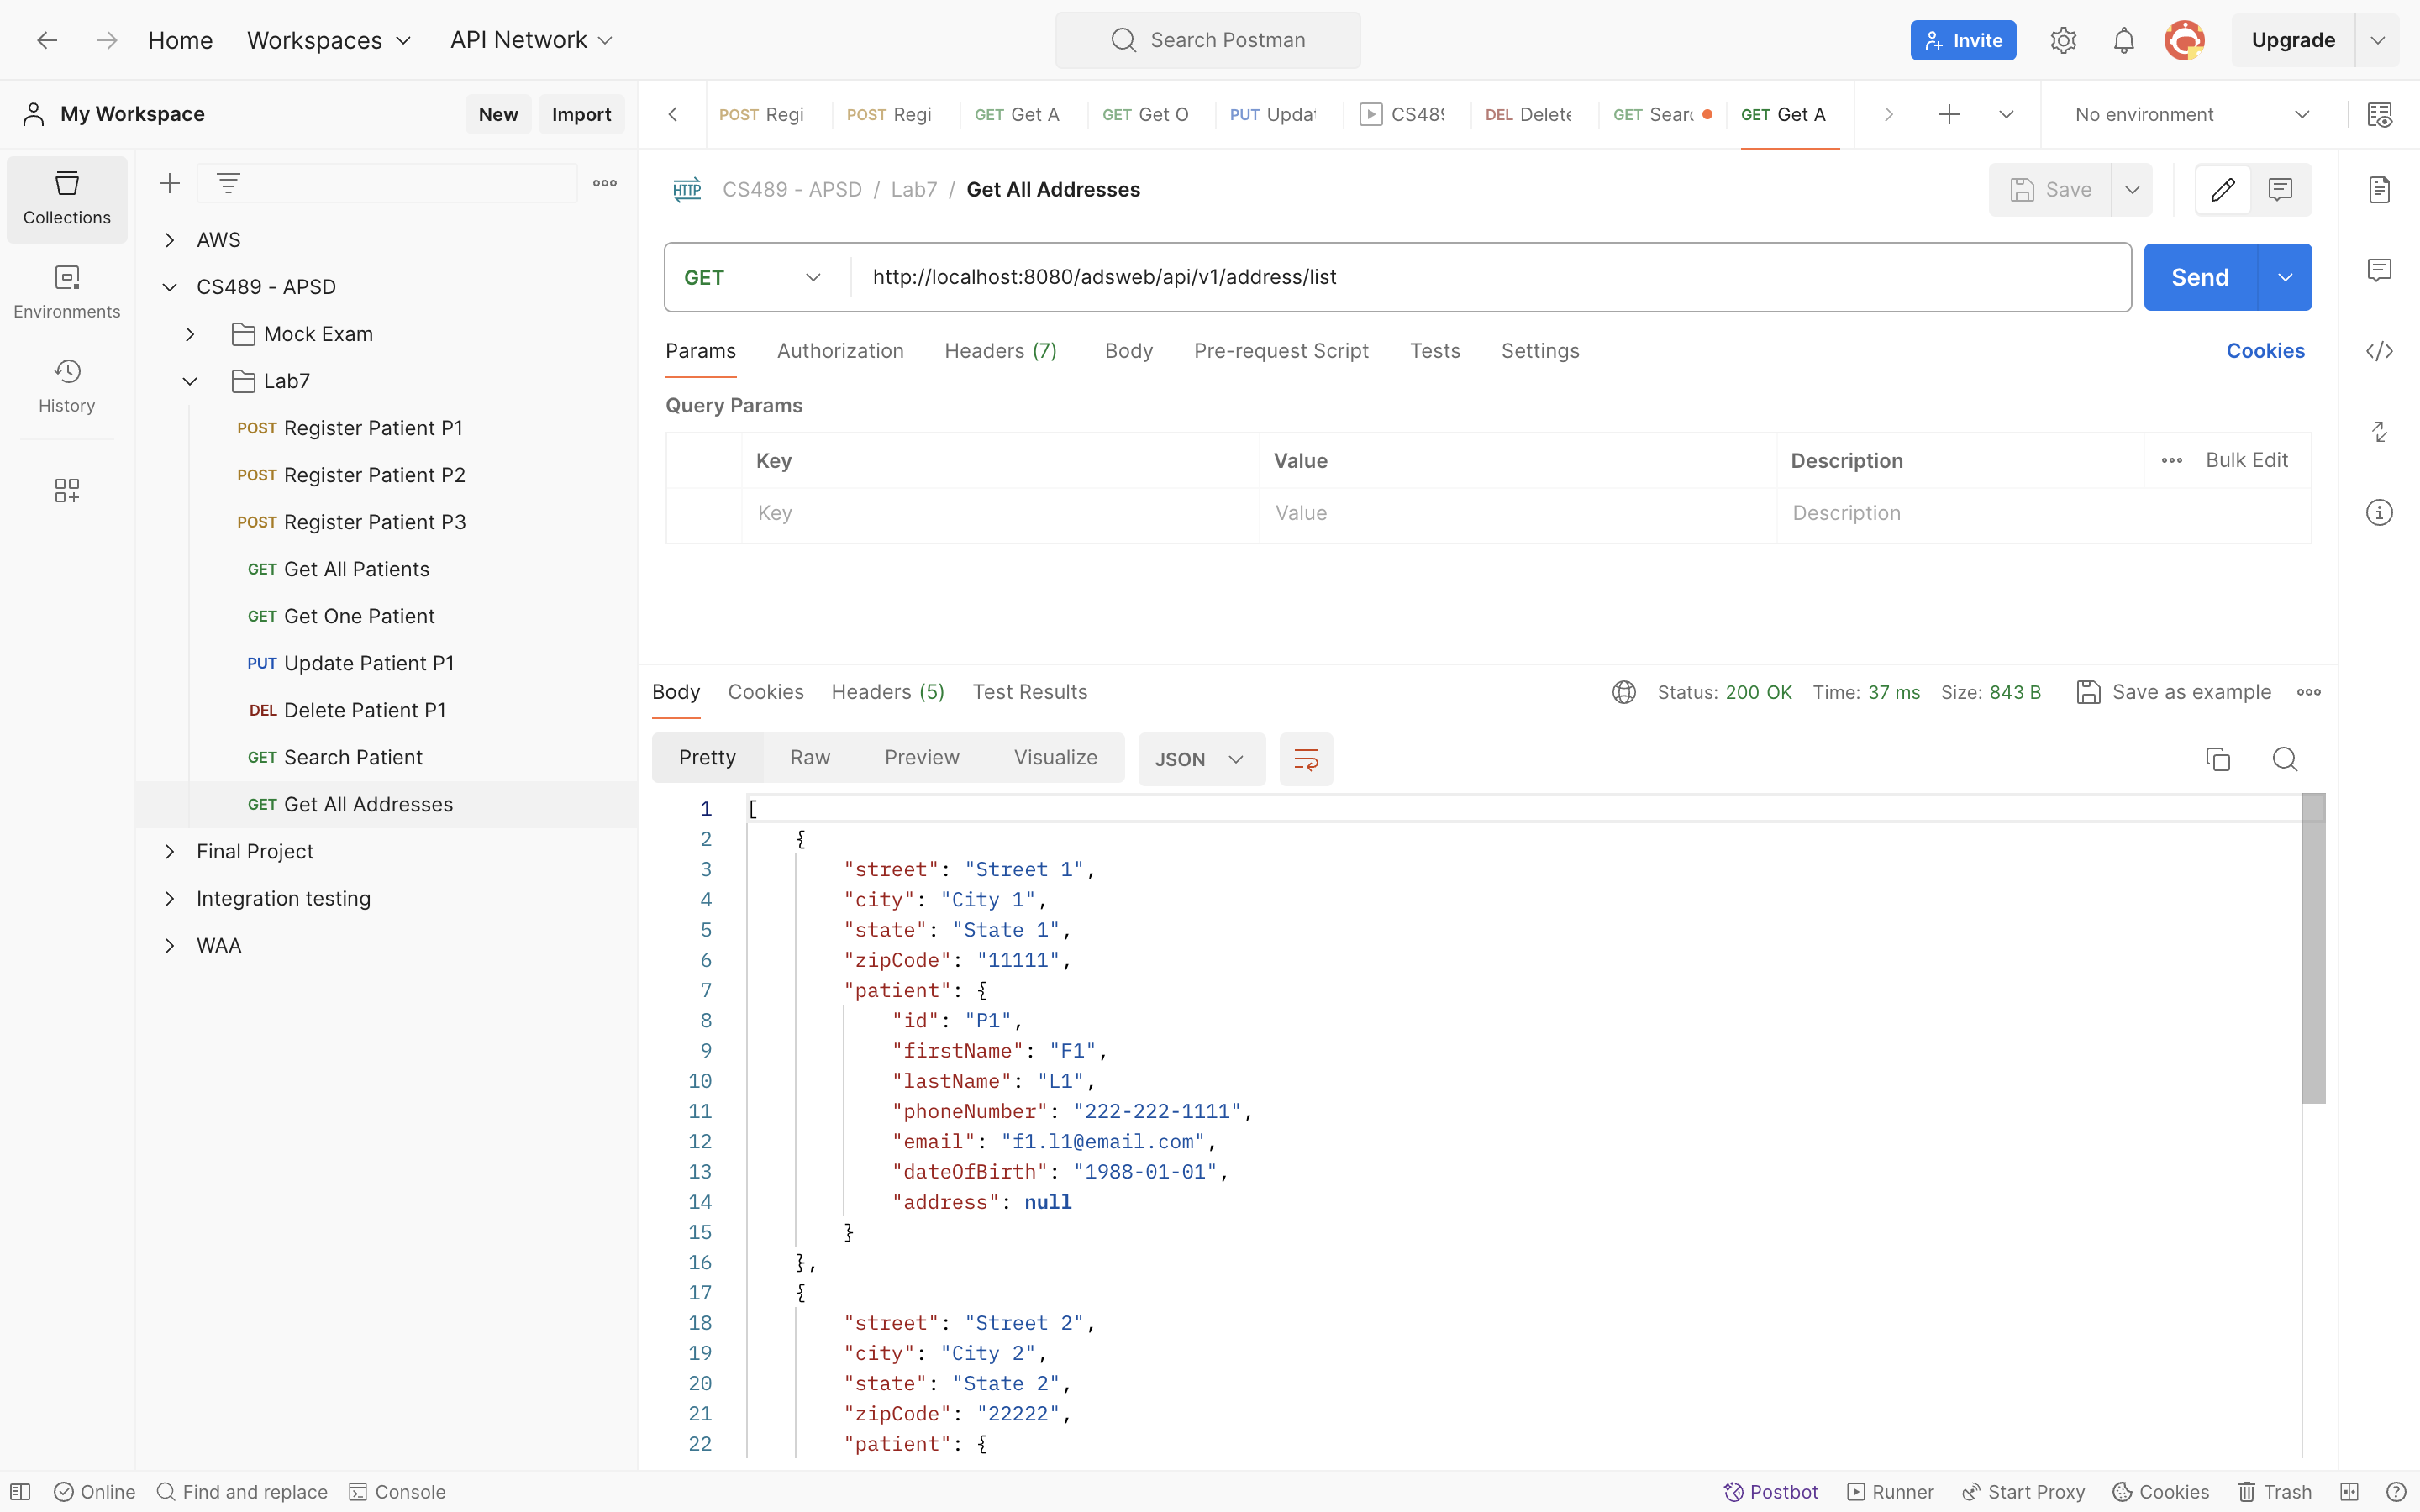 Home Workspaces API Network Search Postman Invite Upgrade
My Workspace New Import
POST Regi POST Regi GET Get A GET Get O PUT Updat CS489 DEL Delete GET Searc GET Get A No environment
Collections
Environments
History
AWS
CS489 - APSD
Mock Exam
Lab7
POST Register Patient P1
POST Register Patient P2
POST Register Patient P3
GET Get All Patients
GET Get One Patient
PUT Update Patient P1
DEL Delete Patient P1
GET Search Patient
GET Get All Addresses
Final Project
Integration testing
WAA
HTTP CS489 - APSD / Lab7 / Get All Addresses Save
GET http://localhost:8080/adsweb/api/v1/address/list Send
Params Authorization Headers (7) Body Pre-request Script Tests Settings Cookies
Query Params
Key Value Description Bulk Edit
Key Value Description
Body Cookies Headers (5) Test Results Status: 200 OK Time: 37 ms Size: 843 B Save as example
Pretty Raw Preview Visualize JSON
1 [
2 {
3 "street": "Street 1",
4 "city": "City 1",
5 "state": "State 1",
6 "zipCode": "11111",
7 "patient": {
8 "id": "P1",
9 "firstName": "F1",
10 "lastName": "L1",
11 "phoneNumber": "222-222-1111",
12 "email": "f1.l1@email.com",
13 "dateOfBirth": "1988-01-01",
14 "address": null
15 }
16 },
17 {
18 "street": "Street 2",
19 "city": "City 2",
20 "state": "State 2",
21 "zipCode": "22222",
22 "patient": {
Online Find and replace Console Postbot Runner Start Proxy Cookies Trash